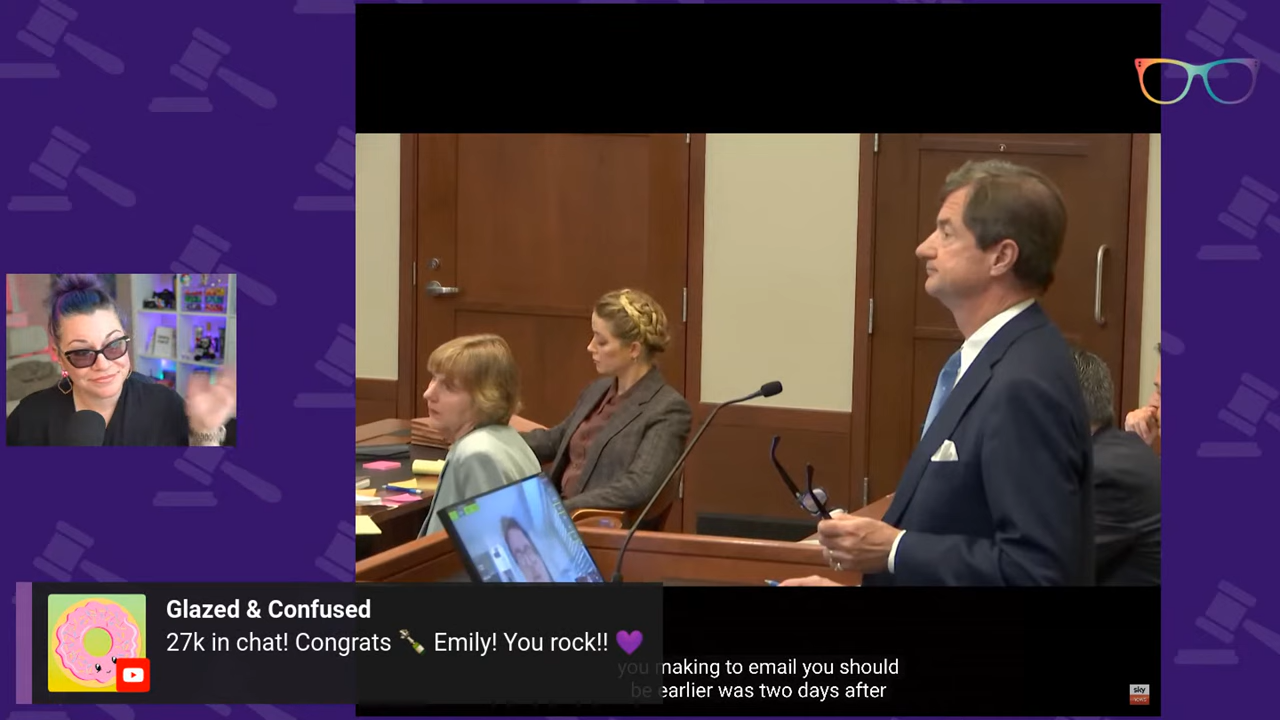 Glazed & Confused
27k in chat! Congrats Emily! You rock!! 💜
you making to email you should
be earlier was two days after
sky